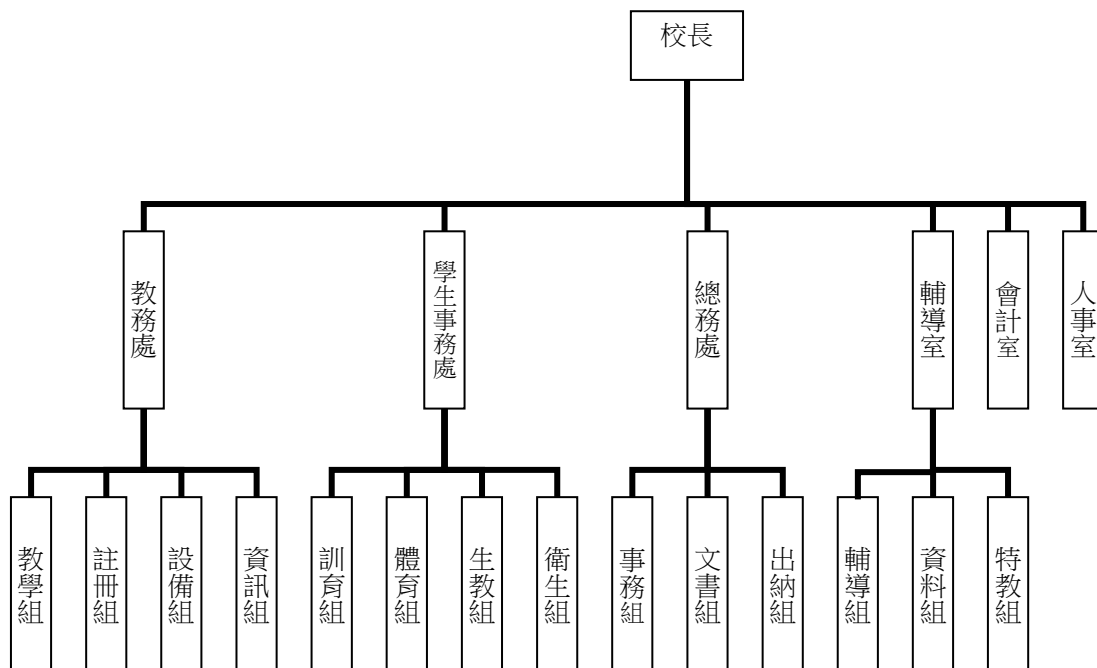 校長
教務處
學生事務處
總務處
輔導室
會計室
人事室
教學組
註冊組
設備組
資訊組
訓育組
體育組
生教組
衛生組
事務組
文書組
出納組
輔導組
資料組
特教組